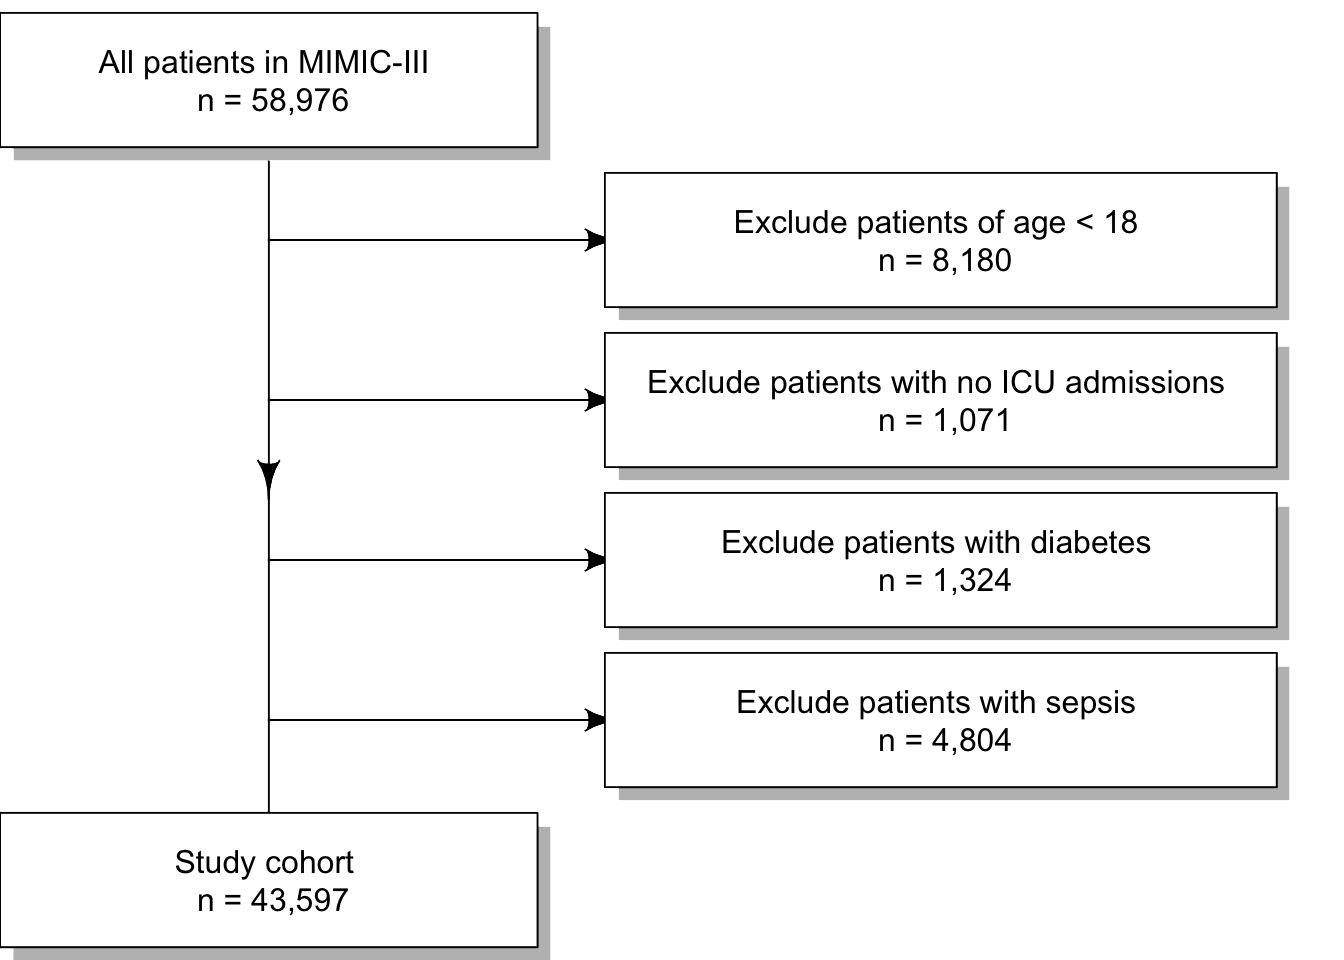 All patients in MIMIC-III
n = 58,976
Exclude patients of age < 18
n = 8,180
Exclude patients with no ICU admissions
n = 1,071
Exclude patients with diabetes
n = 1,324
Exclude patients with sepsis
n = 4,804
Study cohort
n = 43,597